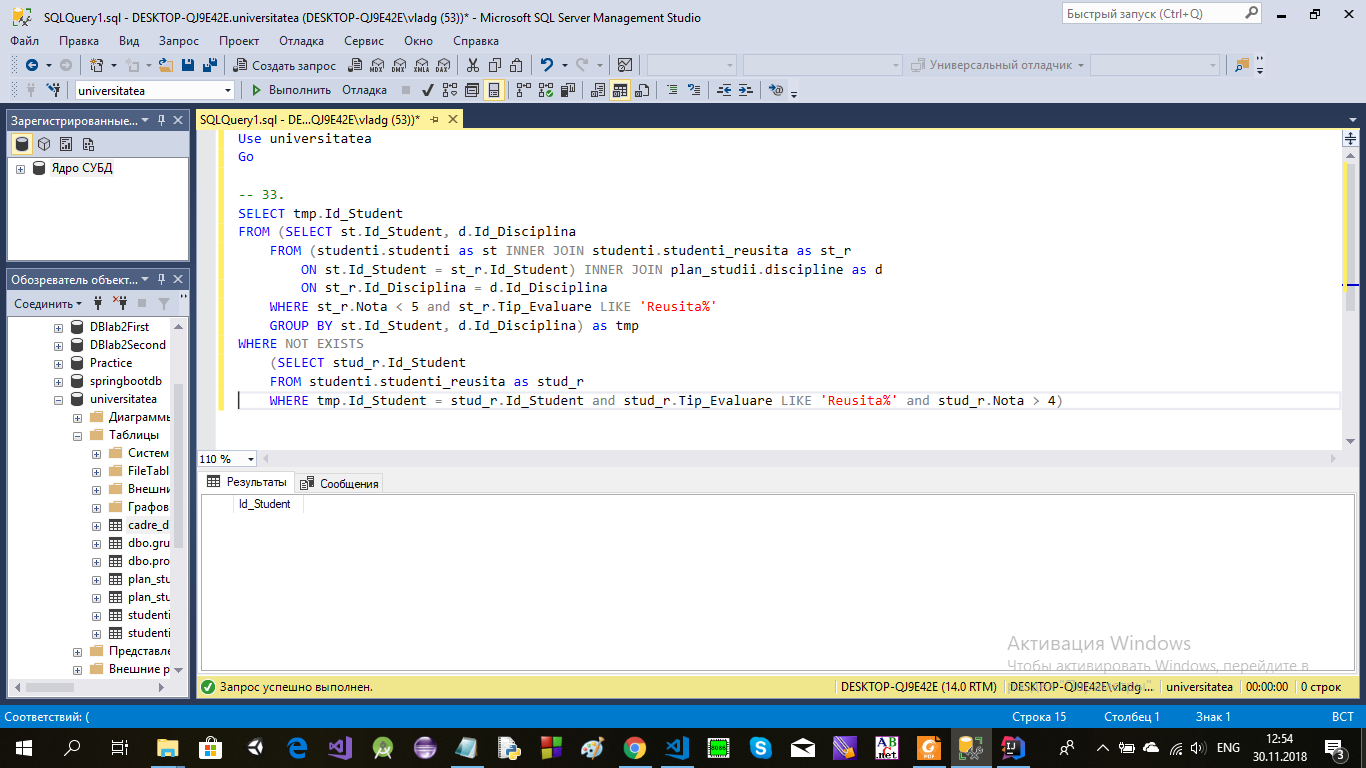 SQLQuery1.sql - DESKTOP-QJ9E42E.universitatea (DESKTOP-QJ9E42E\vladg (53))* - Microsoft SQL Server Management Studio
Быстрый запуск (Ctrl+Q)
Файл Правка Вид Запрос Проект Отладка Сервис Окно Справка
Создать запрос
Универсальный отладчик
universitatea Выполнить Отладка
Зарегистрированные...
SQLQuery1.sql - DE...QJ9E42E\vladg (53))*
Ядро СУБД
Use universitatea
Go
-- 33.
SELECT tmp.Id_Student
FROM (SELECT st.Id_Student, d.Id_Disciplina
FROM (studenti.studenti as st INNER JOIN studenti.studenti_reusita as st_r
ON st.Id_Student = st_r.Id_Student) INNER JOIN plan_studii.discipline as d
ON st_r.Id_Disciplina = d.Id_Disciplina
WHERE st_r.Nota < 5 and st_r.Tip_Evaluare LIKE 'Reusita%'
GROUP BY st.Id_Student, d.Id_Disciplina) as tmp
WHERE NOT EXISTS
(SELECT stud_r.Id_Student
FROM studenti.studenti_reusita as stud_r
WHERE tmp.Id_Student = stud_r.Id_Student and stud_r.Tip_Evaluare LIKE 'Reusita%' and stud_r.Nota > 4)
Обозреватель объект...
Соединить
DBlab2First
DBlab2Second
Practice
springbootdb
universitatea
Диаграммы
Таблицы
Систем
FileTabl
Внешни
Графов
cadre_d
dbo.gru
dbo.pro
plan_stu
plan_stu
studenti
studenti
Представле
Внешние р
110 %
Результаты Сообщения
Id_Student
Активация Windows
Чтобы активировать Windows, перейдите в
Запрос успешно выполнен.
DESKTOP-QJ9E42E (14.0 RTM) DESKTOP-QJ9E42E\vladg ... universitatea 00:00:00 0 строк
Соответствий: (
Строка 15 Столбец 1 Знак 1 ВСТ
ENG
12:54
30.11.2018
3